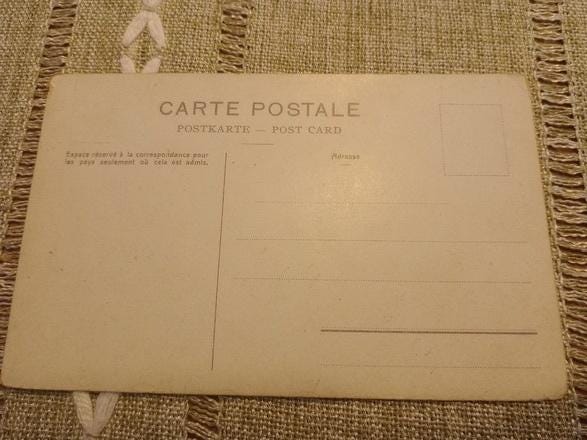 CARTE POSTALE
POSTKARTE — POST CARD
Espace réservé à la correspondance pour
les pays seulement où cela est admis.
Adresse